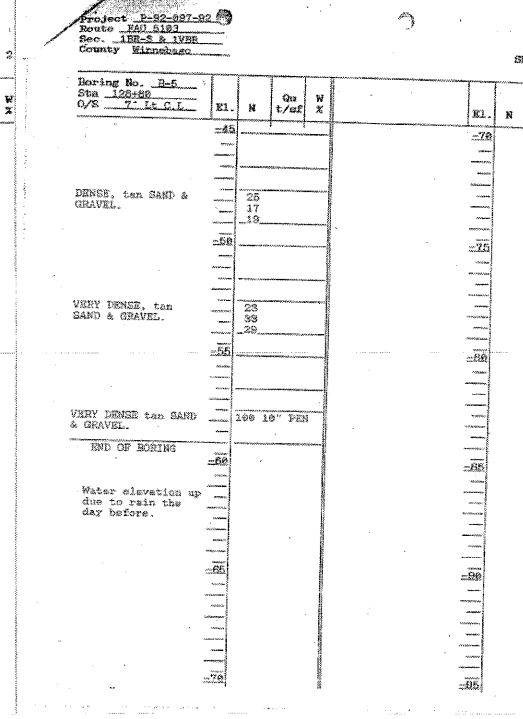 Project P-92-097-92
Route FAU 5103
Sec. 1BR-S & 1VBR
County Winnebago
Boring No. B-5
Sta 128+80
O/S 7' Lt C.L.
El. N Qu t/sf W %
El. N
W %
-45
-70
DENSE, tan SAND &
GRAVEL.
25
17
19
-50
-75
VERY DENSE, tan
SAND & GRAVEL.
23
38
29
-55
-80
VERY DENSE tan SAND
& GRAVEL.
100 10" PEN
END OF BORING
-60
-85
Water elevation up
due to rain the
day before.
-65
-90
-70
-95